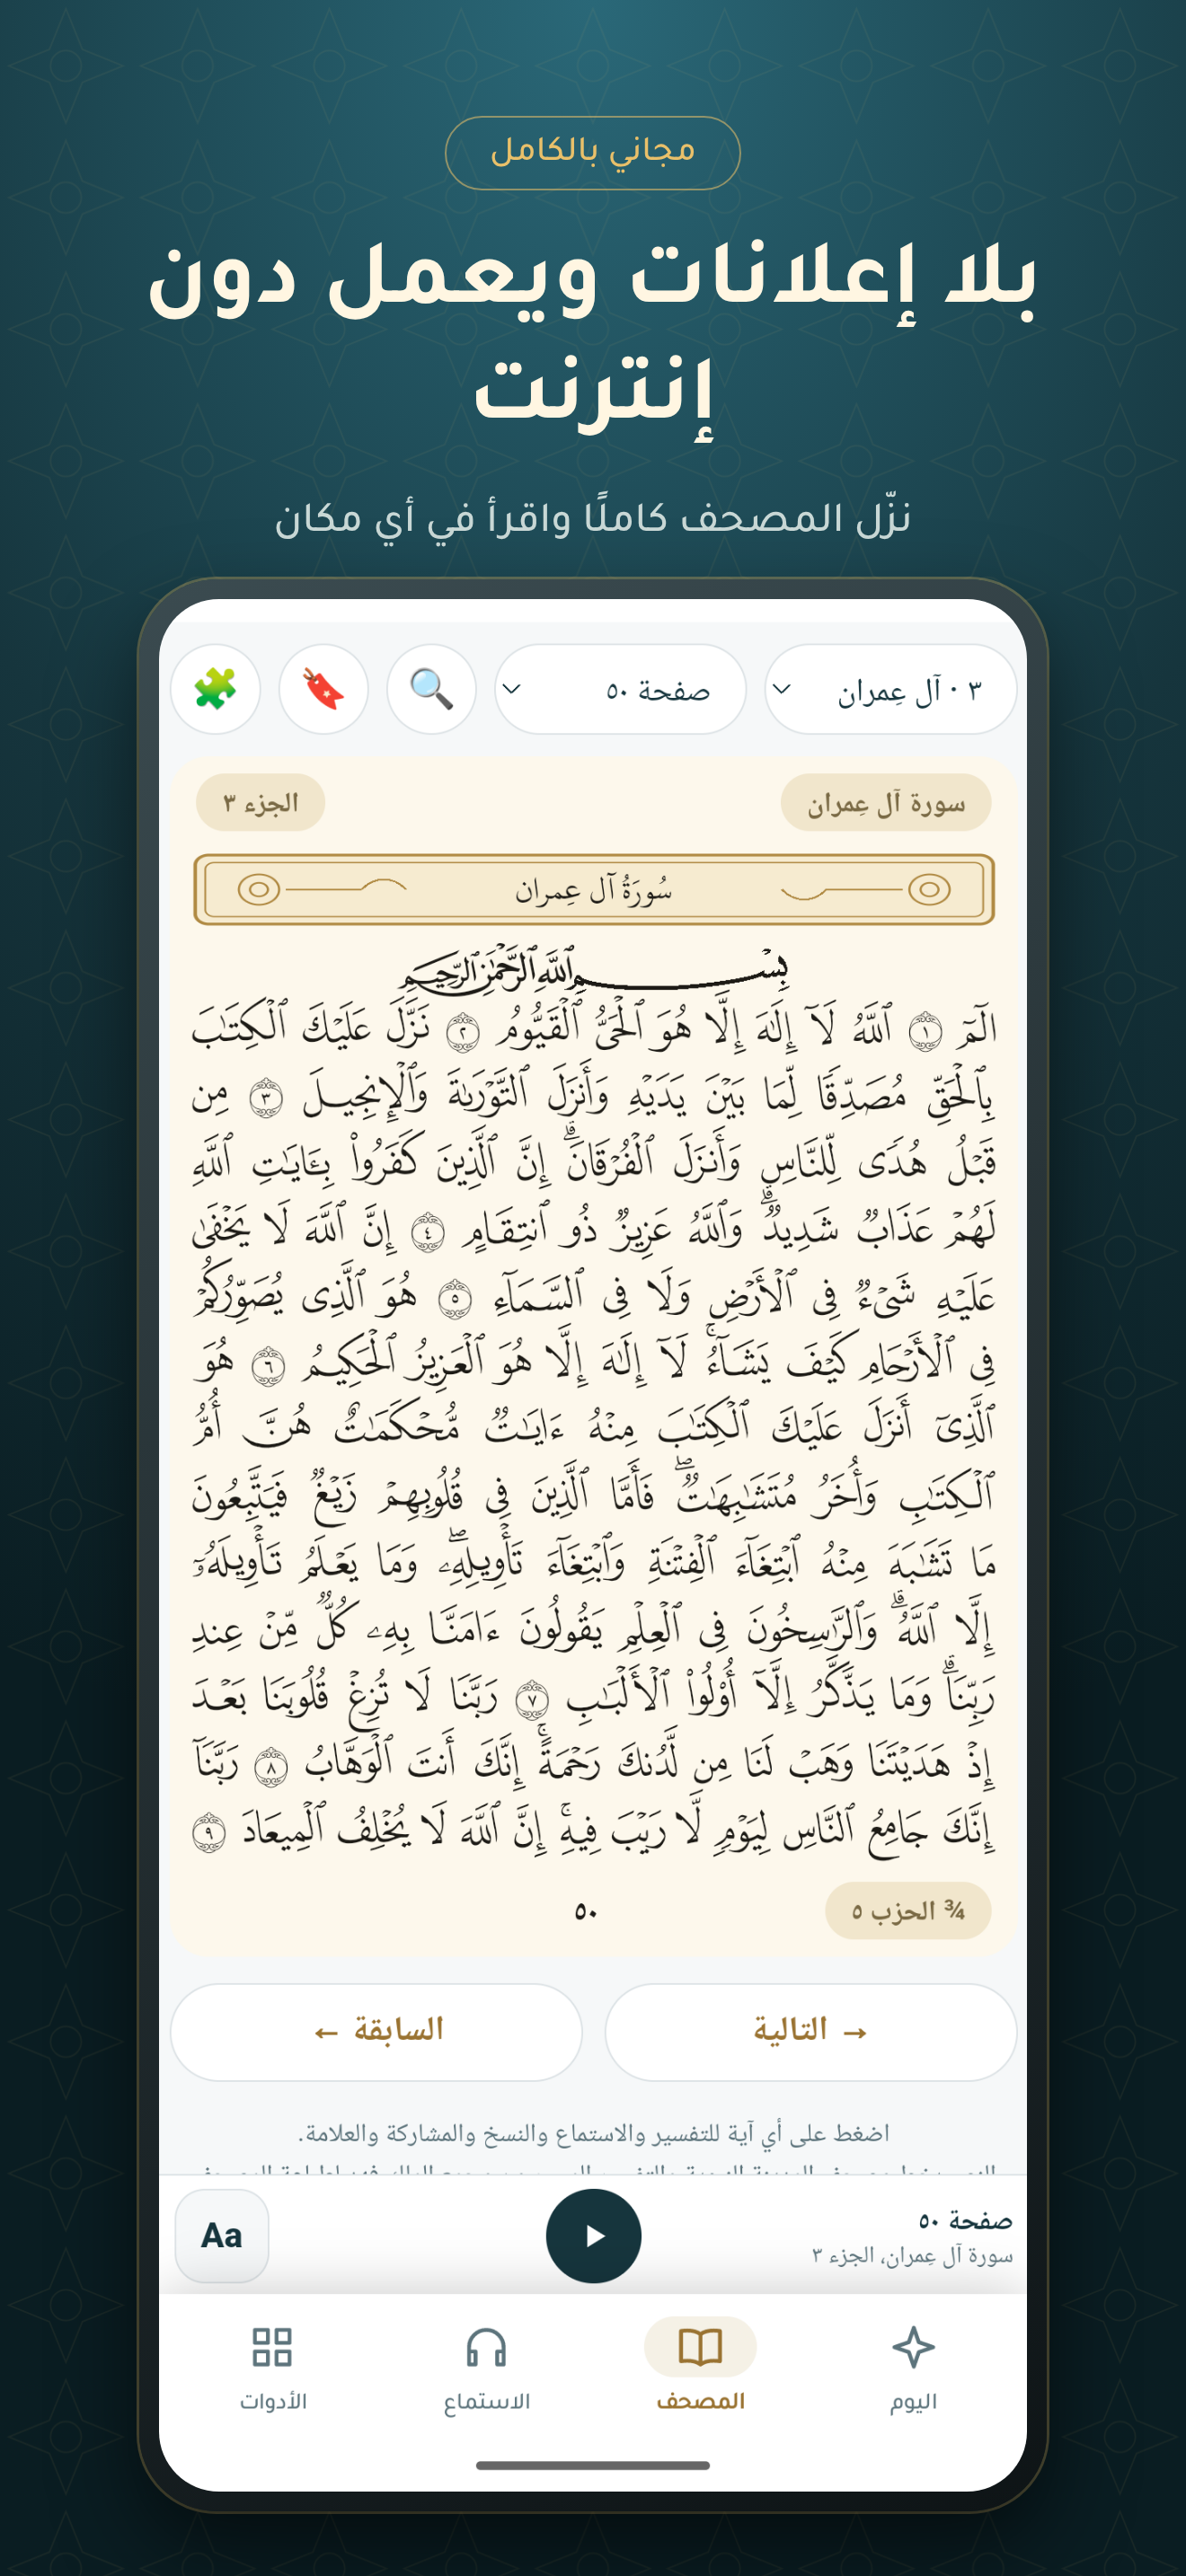 مجاني بالكامل
بلا إعلانات ويعمل دون
إنترنت
نزّل المصحف كاملًا واقرأ في أي مكان
٣ · آل عِمران
صفحة ٥٠
سورة آل عِمران
الجزء ٣
سُورَةُ آل عِمران
بِسْمِ ٱللَّهِ ٱلرَّحْمَٰنِ ٱلرَّحِيمِ
الٓمٓ ١ ٱللَّهُ لَآ إِلَٰهَ إِلَّا هُوَ ٱلْحَىُّ ٱلْقَيُّومُ ٢ نَزَّلَ عَلَيْكَ ٱلْكِتَٰبَ
بِٱلْحَقِّ مُصَدِّقًا لِّمَا بَيْنَ يَدَيْهِ وَأَنزَلَ ٱلتَّوْرَىٰةَ وَٱلْإِنجِيلَ ٣ مِن
قَبْلُ هُدًى لِّلنَّاسِ وَأَنزَلَ ٱلْفُرْقَانَ ۗ إِنَّ ٱلَّذِينَ كَفَرُوا۟ بِـَٔايَٰتِ ٱللَّهِ
لَهُمْ عَذَابٌ شَدِيدٌ ۗ وَٱللَّهُ عَزِيزٌ ذُو ٱنتِقَامٍ ٤ إِنَّ ٱللَّهَ لَا يَخْفَىٰ
عَلَيْهِ شَىْءٌ فِى ٱلْأَرْضِ وَلَا فِى ٱلسَّمَآءِ ٥ هُوَ ٱلَّذِى يُصَوِّرُكُمْ
فِى ٱلْأَرْحَامِ كَيْفَ يَشَآءُ ۚ لَآ إِلَٰهَ إِلَّا هُوَ ٱلْعَزِيزُ ٱلْحَكِيمُ ٦ هُوَ
ٱلَّذِىٓ أَنزَلَ عَلَيْكَ ٱلْكِتَٰبَ مِنْهُ ءَايَٰتٌ مُّحْكَمَٰتٌ هُنَّ أُمُّ
ٱلْكِتَٰبِ وَأُخَرُ مُتَشَٰبِهَٰتٌ ۖ فَأَمَّا ٱلَّذِينَ فِى قُلُوبِهِمْ زَيْغٌ فَيَتَّبِعُونَ
مَا تَشَٰبَهَ مِنْهُ ٱبْتِغَآءَ ٱلْفِتْنَةِ وَٱبْتِغَآءَ تَأْوِيلِهِۦ ۖ وَمَا يَعْلَمُ تَأْوِيلَهُۥٓ
إِلَّا ٱللَّهُ ۗ وَٱلرَّٰسِخُونَ فِى ٱلْعِلْمِ يَقُولُونَ ءَامَنَّا بِهِۦ كُلٌّ مِّنْ عِندِ
رَبِّنَا ۗ وَمَا يَذَّكَّرُ إِلَّآ أُو۟لُوا۟ ٱلْأَلْبَٰبِ ٧ رَبَّنَا لَا تُزِغْ قُلُوبَنَا بَعْدَ
إِذْ هَدَيْتَنَا وَهَبْ لَنَا مِن لَّدُنكَ رَحْمَةً ۚ إِنَّكَ أَنتَ ٱلْوَهَّابُ ٨ رَبَّنَآ
إِنَّكَ جَامِعُ ٱلنَّاسِ لِيَوْمٍ لَّا رَيْبَ فِيهِ ۚ إِنَّ ٱللَّهَ لَا يُخْلِفُ ٱلْمِيعَادَ ٩
¾ الحزب ٥
٥٠
→ التالية
السابقة ←
اضغط على أي آية للتفسير والاستماع والنسخ والمشاركة والعلامة.
صفحة ٥٠
سورة آل عِمران، الجزء ٣
Aa
اليوم
المصحف
الاستماع
الأدوات